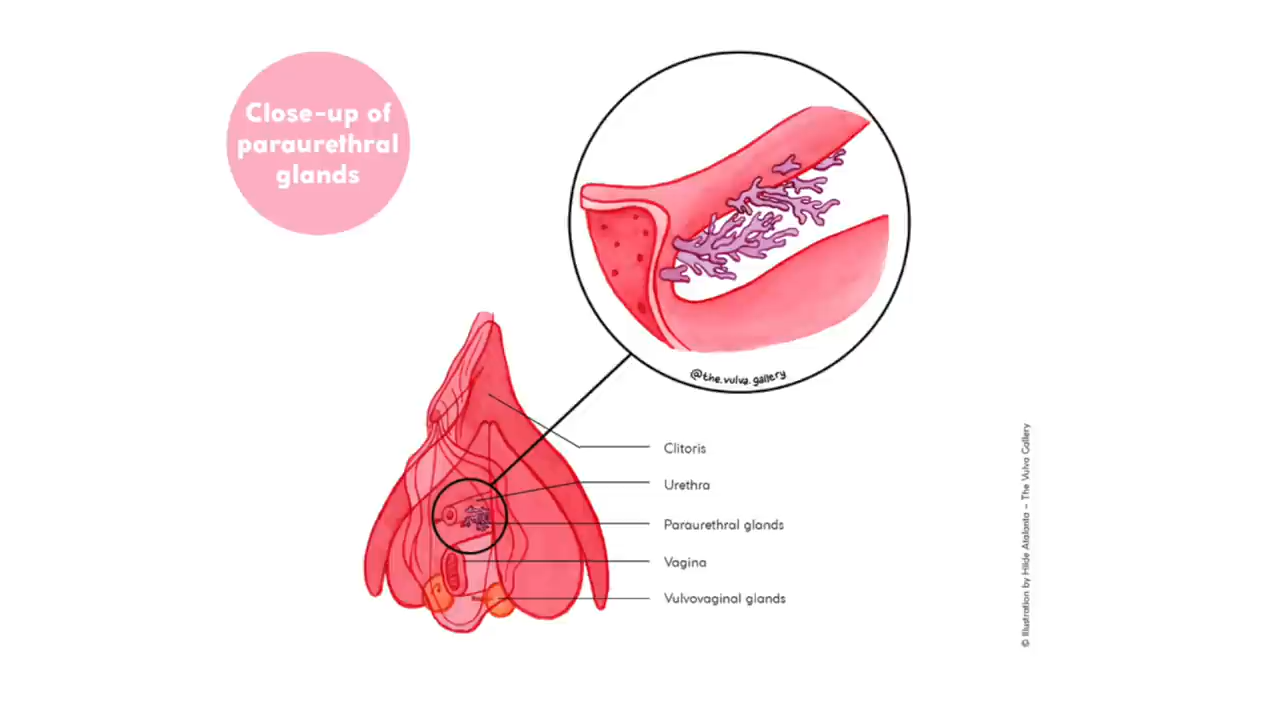 Close-up of
paraurethral
glands
@the.vulva.gallery
Clitoris
Urethra
Paraurethral glands
Vagina
Vulvovaginal glands
© Illustration by Hilde Atalanta – The Vulva Gallery